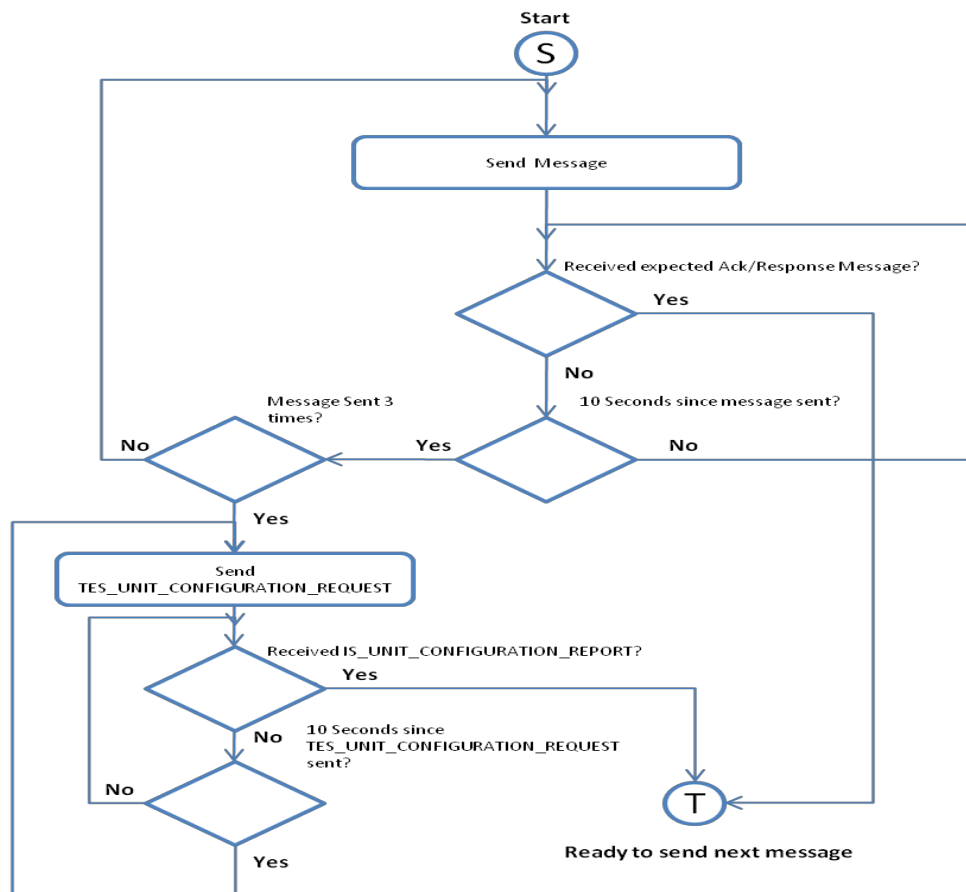 Start
S
Send Message
Received expected Ack/Response Message?
Yes
No
10 Seconds since message sent?
Message Sent 3
times?
No
Yes
No
Yes
Send
TES_UNIT_CONFIGURATION_REQUEST
Received IS_UNIT_CONFIGURATION_REPORT?
Yes
No
10 Seconds since
TES_UNIT_CONFIGURATION_REQUEST
sent?
No
T
Yes
Ready to send next message